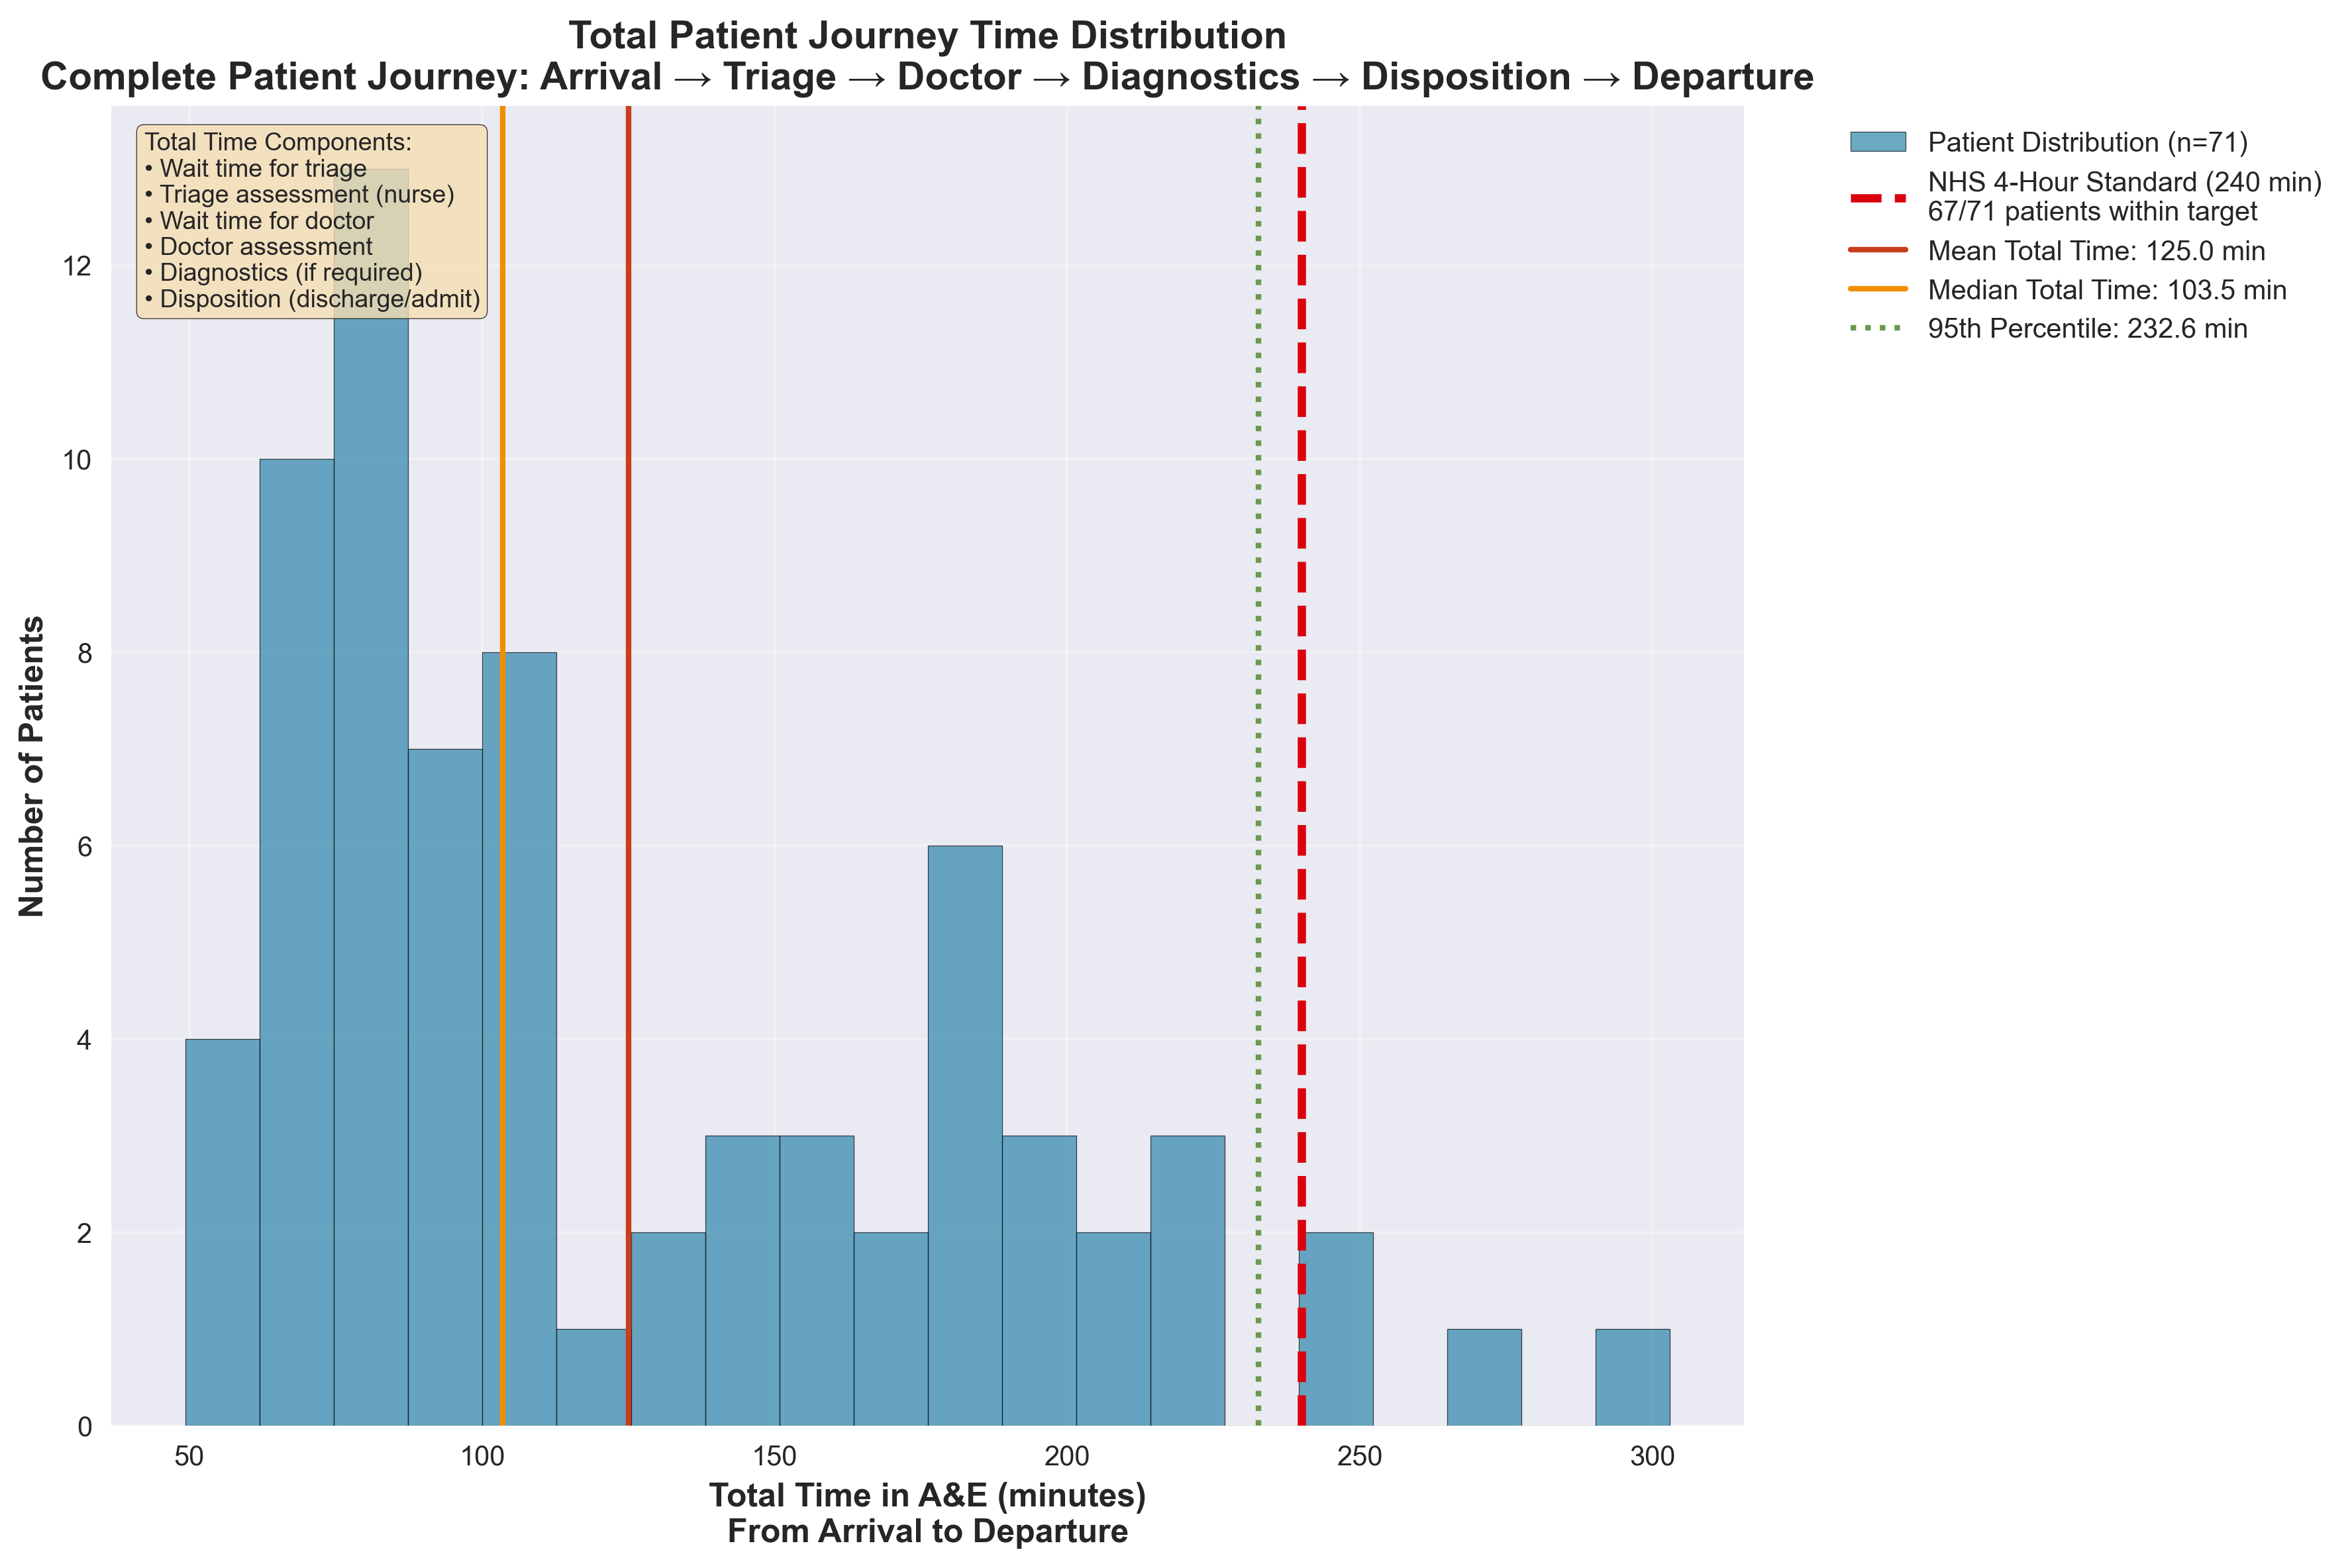 Total Patient Journey Time Distribution
Complete Patient Journey: Arrival → Triage → Doctor → Diagnostics → Disposition → Departure
Total Time Components:
• Wait time for triage
• Triage assessment (nurse)
• Wait time for doctor
• Doctor assessment
• Diagnostics (if required)
• Disposition (discharge/admit)
Patient Distribution (n=71)
NHS 4-Hour Standard (240 min)
67/71 patients within target
Mean Total Time: 125.0 min
Median Total Time: 103.5 min
95th Percentile: 232.6 min
Number of Patients
12
10
8
6
4
2
0
50 100 150 200 250 300
Total Time in A&E (minutes)
From Arrival to Departure